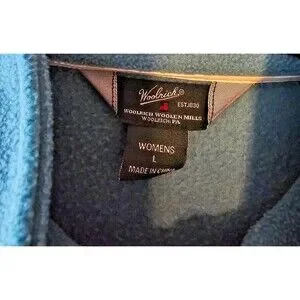 Woolrich®
EST. 1830
WOOLRICH WOOLEN MILLS
WOOLRICH, PA
WOMENS
L
MADE IN CHINA